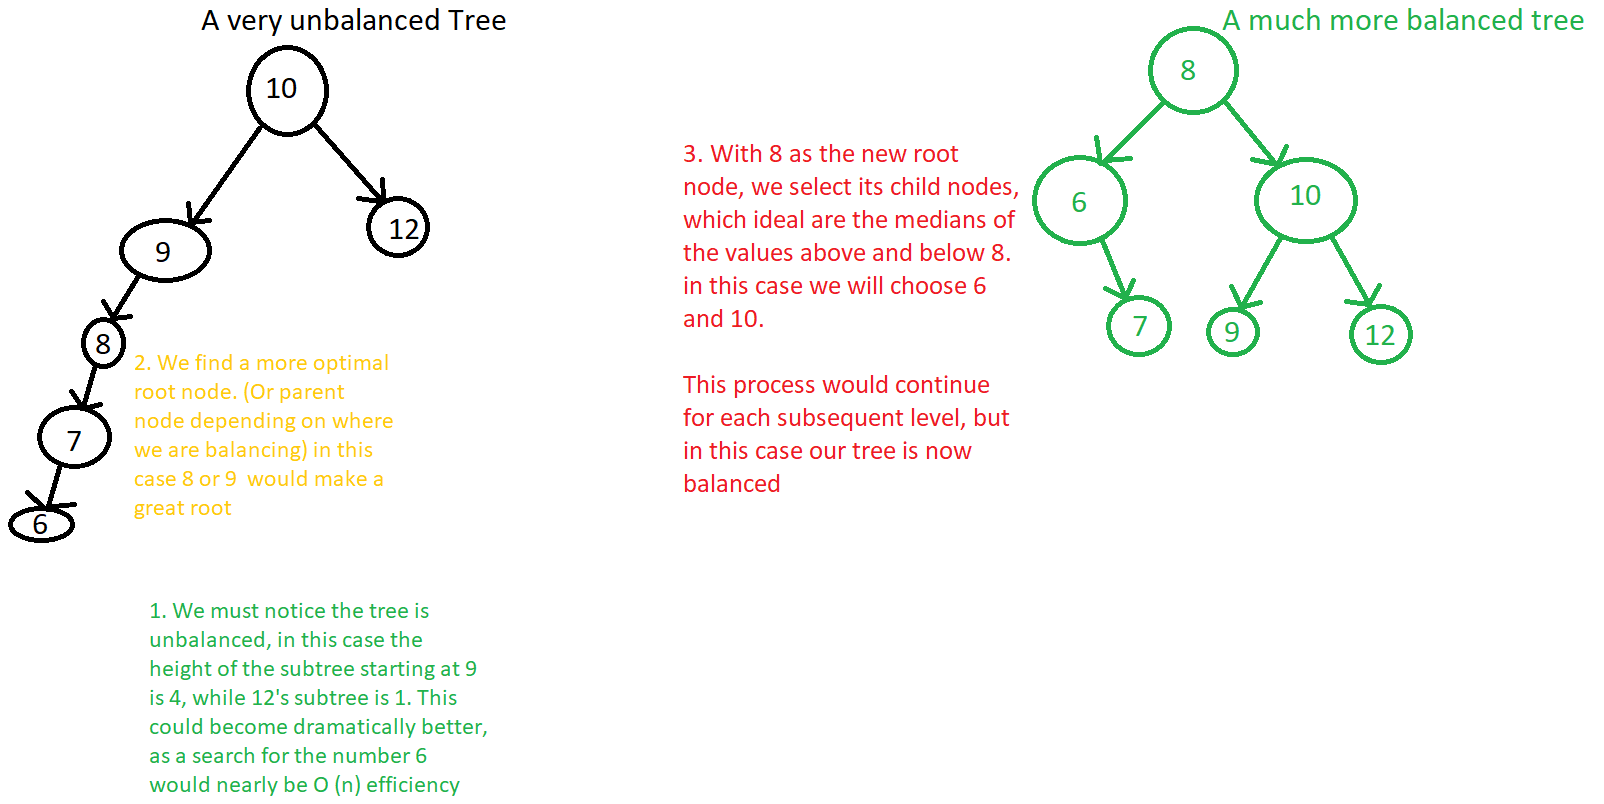 A very unbalanced Tree
10
9
12
8
7
6
1. We must notice the tree is
unbalanced, in this case the
height of the subtree starting at 9
is 4, while 12's subtree is 1. This
could become dramatically better,
as a search for the number 6
would nearly be O (n) efficiency
2. We find a more optimal
root node. (Or parent
node depending on where
we are balancing) in this
case 8 or 9  would make a
great root
3. With 8 as the new root
node, we select its child nodes,
which ideal are the medians of
the values above and below 8.
in this case we will choose 6
and 10.
This process would continue
for each subsequent level, but
in this case our tree is now
balanced
A much more balanced tree
8
6
10
7
9
12